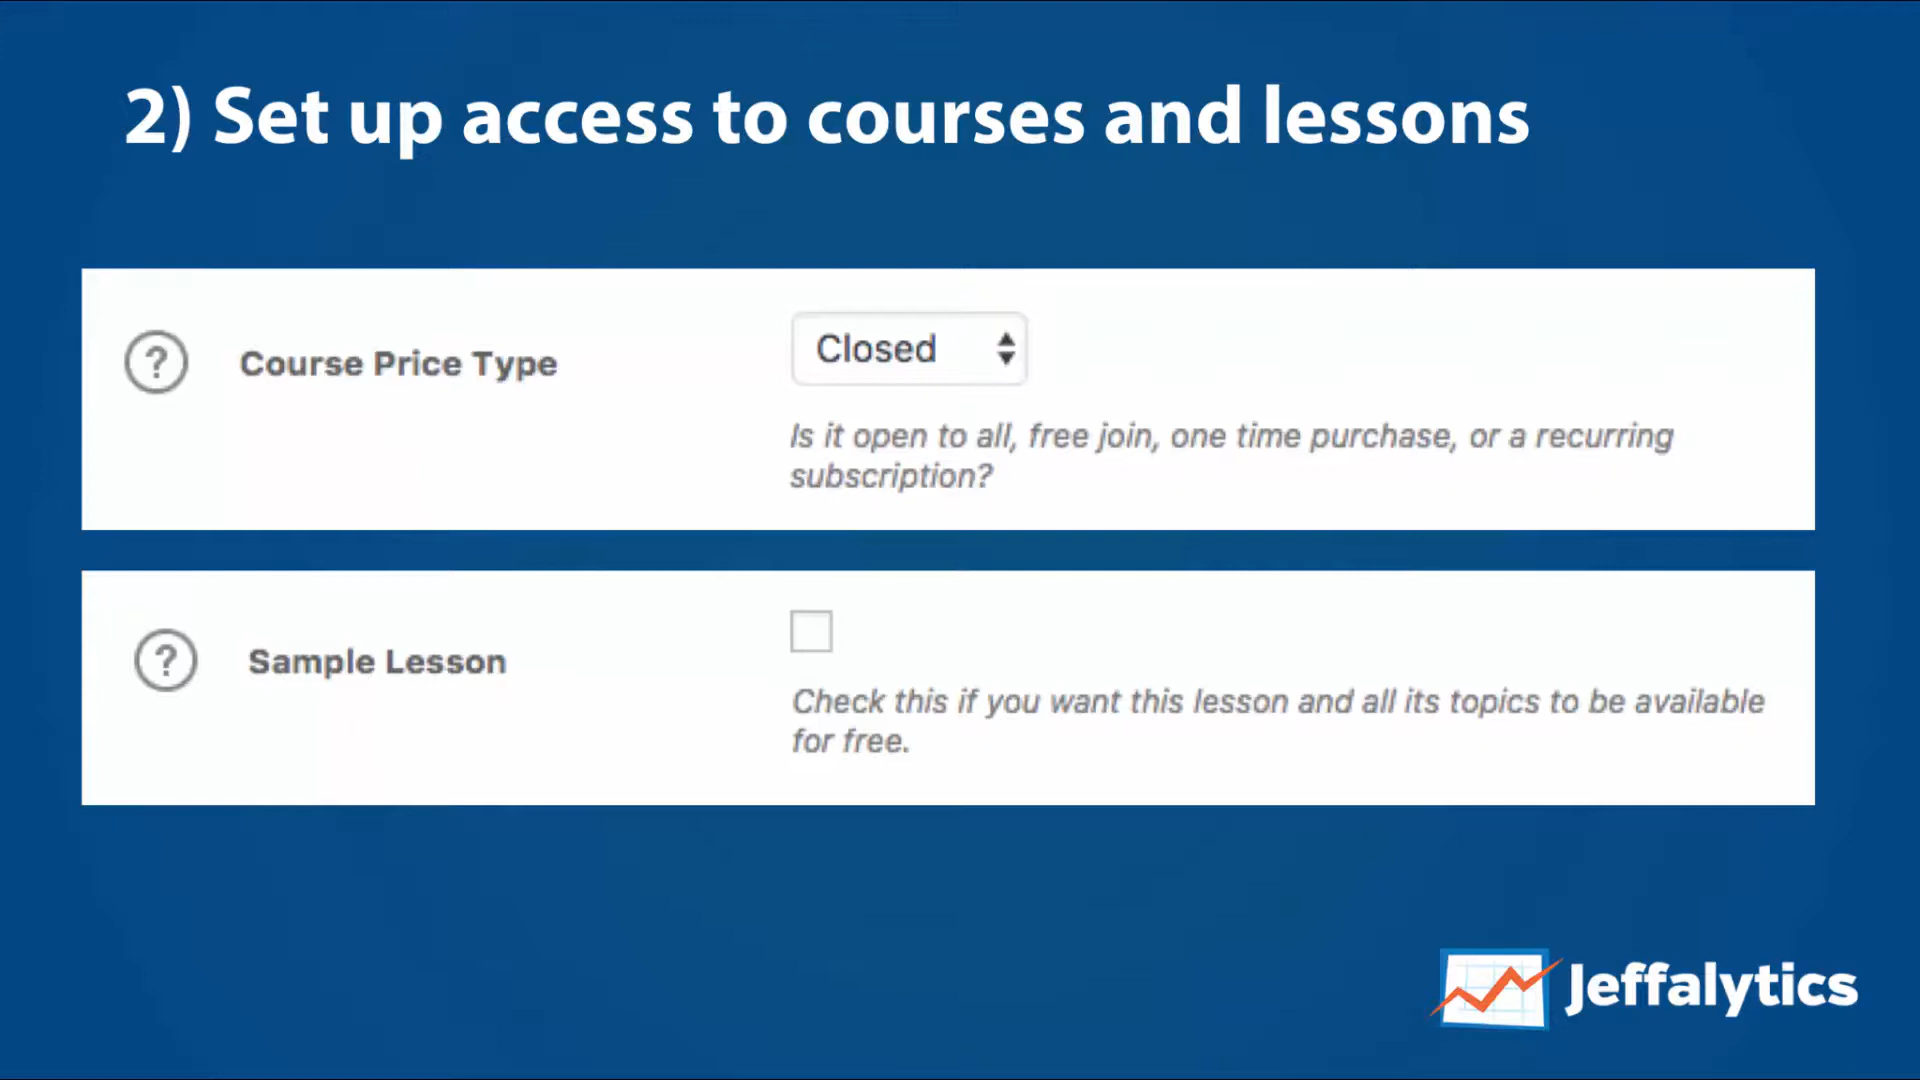 2) Set up access to courses and lessons
? Course Price Type
Closed
Is it open to all, free join, one time purchase, or a recurring
subscription?
? Sample Lesson
Check this if you want this lesson and all its topics to be available
for free.
Jeffalytics